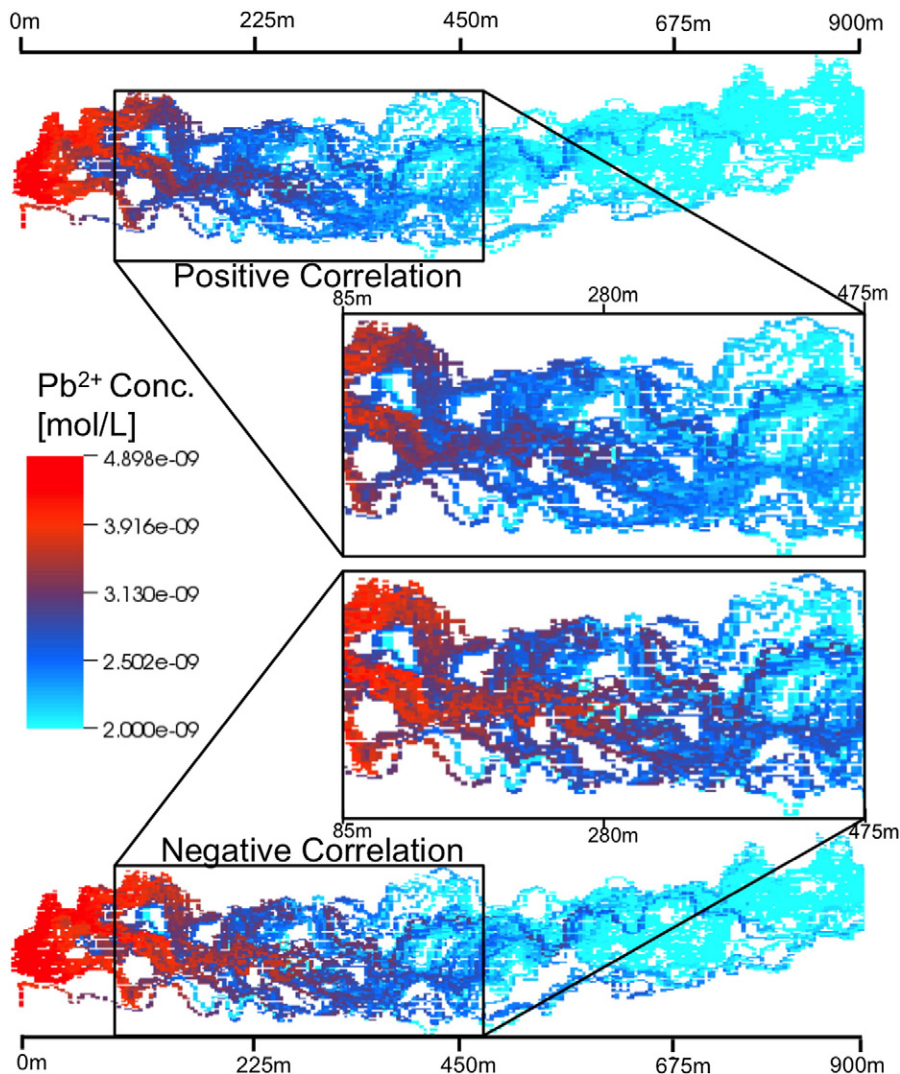 0m 225m 450m 675m 900m
Positive Correlation
85m 280m 475m
Pb²⁺ Conc.
[mol/L]
4.898e-09
3.916e-09
3.130e-09
2.502e-09
2.000e-09
85m 280m 475m
Negative Correlation
0m 225m 450m 675m 900m